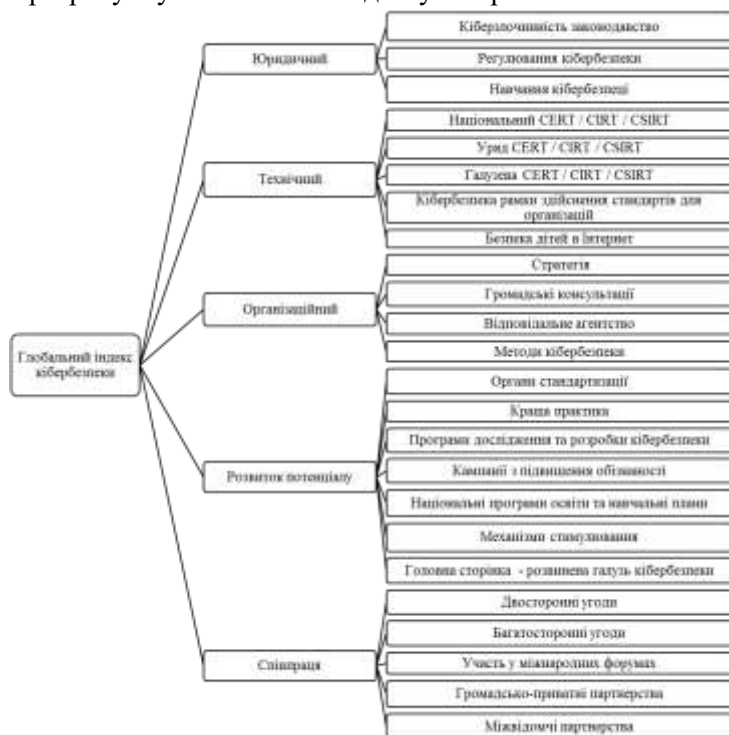 Глобальний індекс
кібербезпеки
Юридичний
Кіберзлочинність законодавство
Регулювання кібербезпеки
Навчання кібербезпеці
Технічний
Національний CERT / CIRT / CSIRT
Уряд CERT / CIRT / CSIRT
Галузева CERT / CIRT / CSIRT
Кібербезпека рамки здійснення стандартів для
організацій
Безпека дітей в Інтернет
Організаційний
Стратегія
Громадські консультації
Відповідальне агентство
Методи кібербезпеки
Розвиток потенціалу
Органи стандартизації
Краща практика
Програми дослідження та розробки кібербезпеки
Кампанії з підвищення обізнаності
Національні програми освіти та навчальні плани
Механізми стимулювання
Головна сторінка - розвинена галузь кібербезпеки
Співпраця
Двосторонні угоди
Багатосторонні угоди
Участь у міжнародних форумах
Громадсько-приватні партнерства
Міжвідомчі партнерства